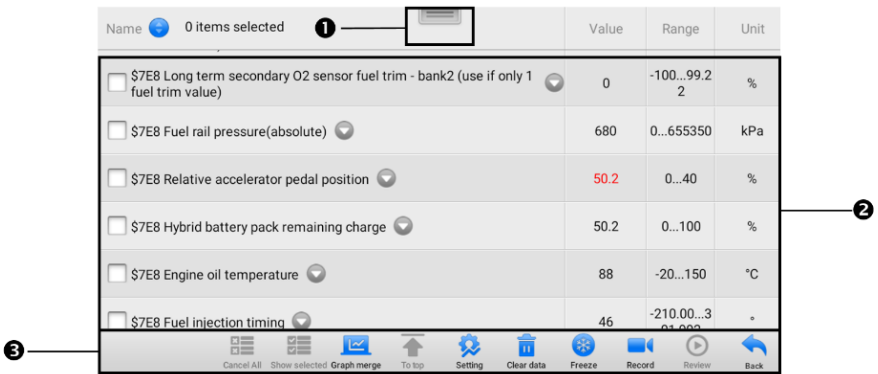 Name 0 items selected ❶ Value Range Unit
$7E8 Long term secondary O2 sensor fuel trim - bank2 (use if only 1 0 -100...99.2 %
fuel trim value) 2
$7E8 Fuel rail pressure(absolute) 680 0...655350 kPa
$7E8 Relative accelerator pedal position 50.2 0...40 %
❷
$7E8 Hybrid battery pack remaining charge 50.2 0...100 %
$7E8 Engine oil temperature 88 -20...150 °C
$7E8 Fuel injection timing 46 -210.00...3 °
❸
Cancel All Show selected Graph merge To top Setting Clear data Freeze Record Review Back